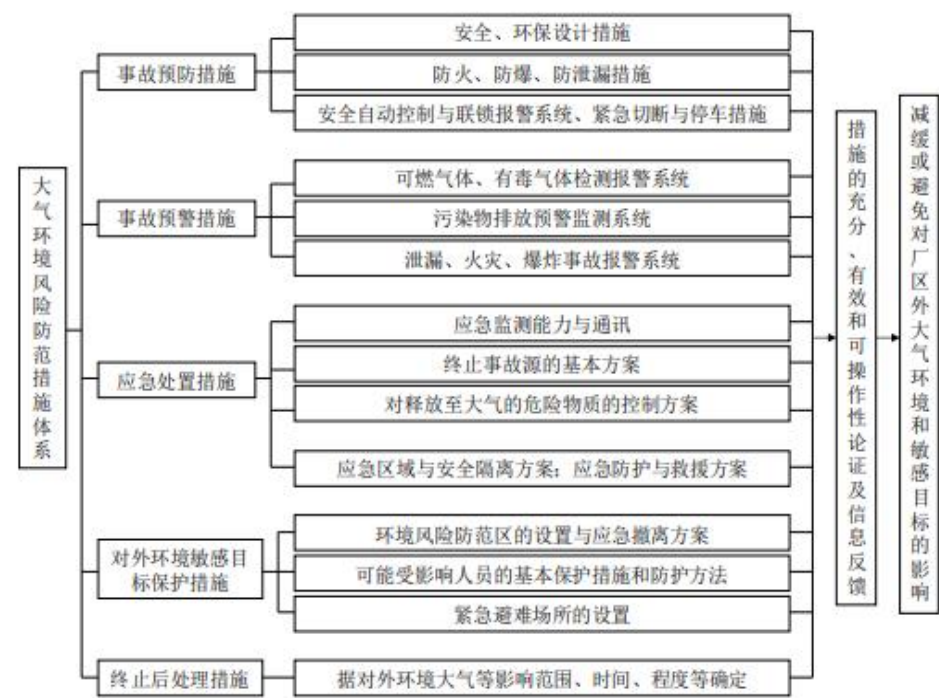 大气环境风险防范措施体系
事故预防措施
安全、环保设计措施
防火、防爆、防泄漏措施
安全自动控制与联锁报警系统、紧急切断与停车措施
事故预警措施
可燃气体、有毒气体检测报警系统
污染物排放预警监测系统
泄漏、火灾、爆炸事故报警系统
应急处置措施
应急监测能力与通讯
终止事故源的基本方案
对释放至大气的危险物质的控制方案
应急区域与安全隔离方案；应急防护与救援方案
对外环境敏感目
标保护措施
环境风险防范区的设置与应急撤离方案
可能受影响人员的基本保护措施和防护方法
紧急避难场所的设置
终止后处理措施
据对外环境大气等影响范围、时间、程度等确定
措施的充分、有效和可操作性论证及信息反馈
减缓或避免对厂区外大气环境和敏感目标的影响